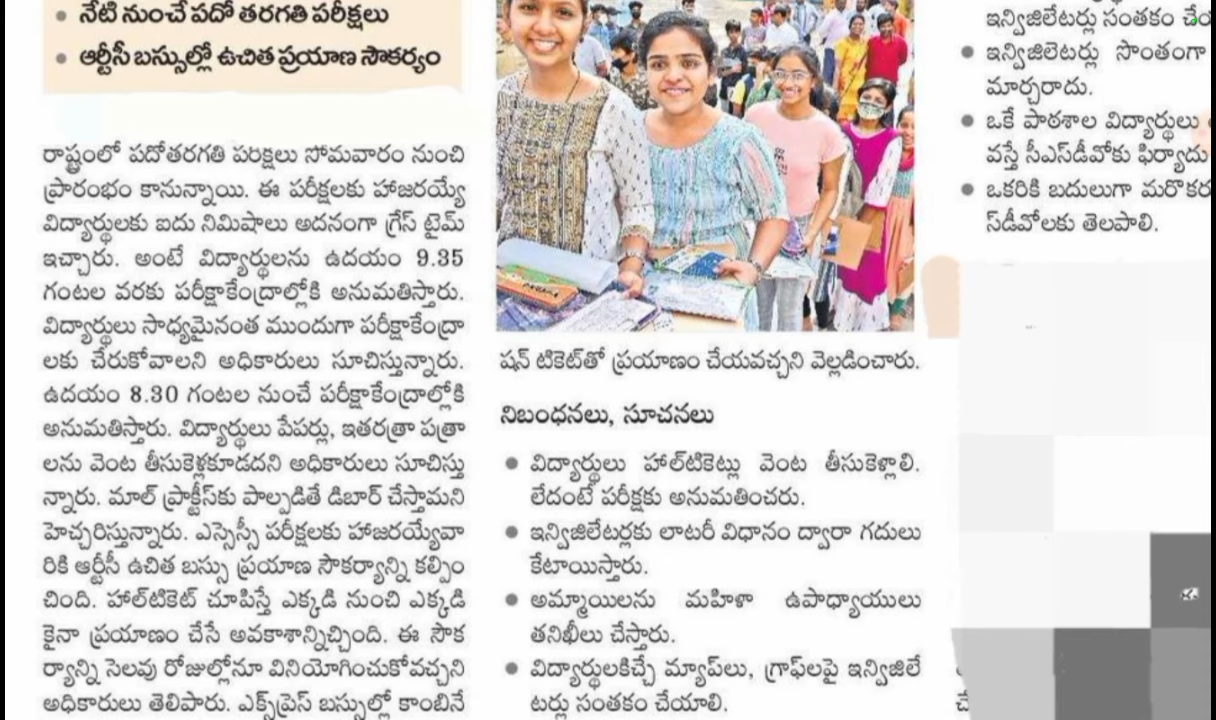 నేటి నుంచే పదో తరగతి పరీక్షలు
ఆర్టీసీ బస్సుల్లో ఉచిత ప్రయాణ సౌకర్యం
రాష్ట్రంలో పదోతరగతి పరీక్షలు సోమవారం నుంచి
ప్రారంభం కానున్నాయి. ఈ పరీక్షలకు హాజరయ్యే
విద్యార్థులకు ఐదు నిమిషాలు అదనంగా గ్రేస్ టైమ్
ఇచ్చారు. అంటే విద్యార్థులను ఉదయం 9.35
గంటల వరకు పరీక్షాకేంద్రాల్లోకి అనుమతిస్తారు.
విద్యార్థులు సాధ్యమైనంత ముందుగా పరీక్షాకేంద్రా
లకు చేరుకోవాలని అధికారులు సూచిస్తున్నారు.
ఉదయం 8.30 గంటల నుంచే పరీక్షాకేంద్రాల్లోకి
అనుమతిస్తారు. విద్యార్థులు పేపర్లు, ఇతరత్రా పత్రా
లను వెంట తీసుకెళ్లకూడదని అధికారులు సూచిస్తు
న్నారు. మాల్ ప్రాక్టీస్‌కు పాల్పడితే డిబార్ చేస్తామని
హెచ్చరిస్తున్నారు. ఎస్సెస్సీ పరీక్షలకు హాజరయ్యేవా
రికి ఆర్టీసీ ఉచిత బస్సు ప్రయాణ సౌకర్యాన్ని కల్పిం
చింది. హాల్‌టికెట్ చూపిస్తే ఎక్కడి నుంచి ఎక్కడి
కైనా ప్రయాణం చేసే అవకాశాన్నిచ్చింది. ఈ సౌక
ర్యాన్ని సెలవు రోజుల్లోనూ వినియోగించుకోవచ్చని
అధికారులు తెలిపారు. ఎక్స్‌ప్రెస్ బస్సుల్లో కాంబినే
షన్ టికెట్‌తో ప్రయాణం చేయవచ్చని వెల్లడించారు.
నిబంధనలు, సూచనలు
విద్యార్థులు హాల్‌టికెట్లు వెంట తీసుకెళ్లాలి.
లేదంటే పరీక్షకు అనుమతించరు.
ఇన్విజిలేటర్లకు లాటరీ విధానం ద్వారా గదులు
కేటాయిస్తారు.
అమ్మాయిలను మహిళా ఉపాధ్యాయులు
తనిఖీలు చేస్తారు.
విద్యార్థులకిచ్చే మ్యాప్‌లు, గ్రాఫ్‌లపై ఇన్విజిలే
టర్లు సంతకం చేయాలి.
ఇన్విజిలేటర్లు సంతకం
ఇన్విజిలెటర్లు సొంతంగా
మార్చరాదు.
ఒకే పాఠశాల విద్యార్థులు
వస్తే సీఎస్‌డీవోకు ఫిర్యాదు
ఒకరికి బదులుగా
స్‌డీవోలకు తెలపాలి.